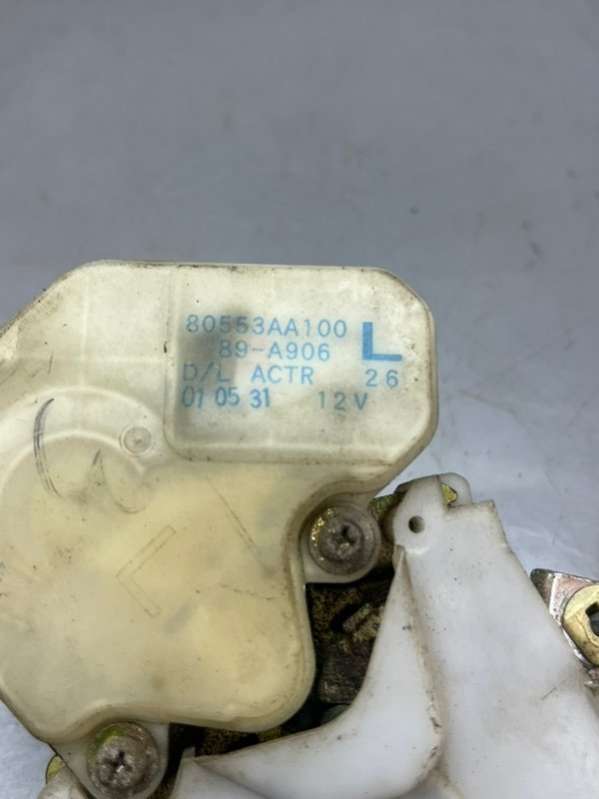 80553AA100
89-A906 L
D/L ACTR 26
01 05 31 12V